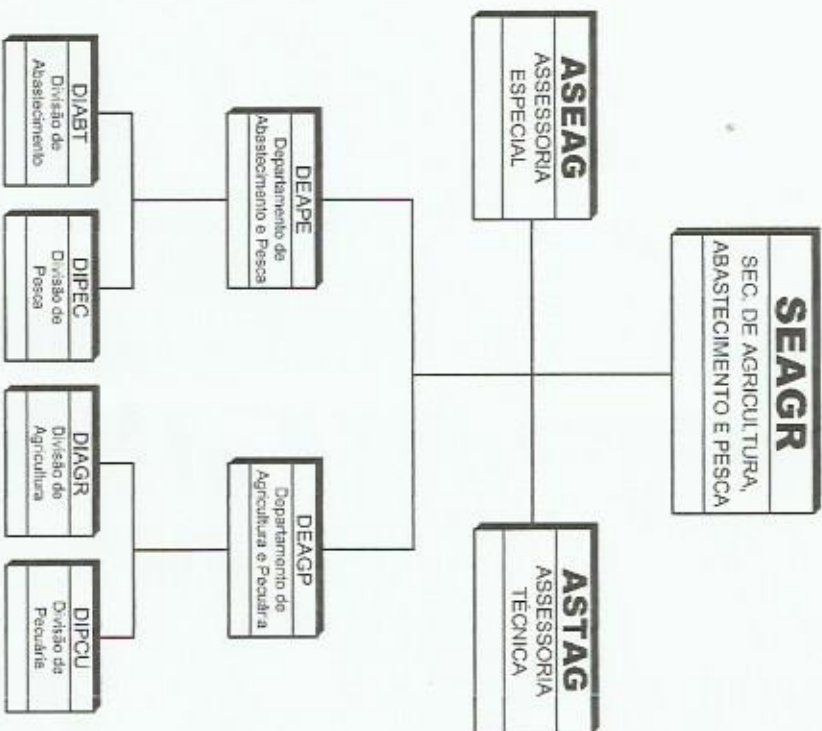 SEAGR
SEC. DE AGRICULTURA,
ABASTECIMENTO E PESCA
ASEAG
ASSESSORIA
ESPECIAL
ASTAG
ASSESSORIA
TÉCNICA
DEAPE
Departamento de
Abastecimento e Pesca
DEAGP
Departamento de
Agricultura e Pecuária
DIABT
Divisão de
Abastecimento
DIPEC
Divisão de
Pesca
DIAGR
Divisão de
Agricultura
DIPCU
Divisão de
Pecuária